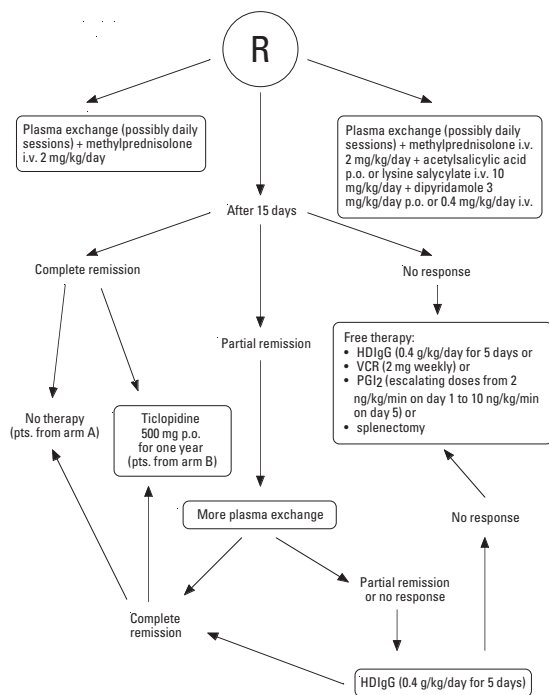 R
Plasma exchange (possibly daily
sessions) + methylprednisolone
i.v. 2 mg/kg/day
Plasma exchange (possibly daily
sessions) + methylprednisolone i.v.
2 mg/kg/day + acetylsalicylic acid
p.o. or lysine salycylate i.v. 10
mg/kg/day + dipyridamole 3
mg/kg/day p.o. or 0.4 mg/kg/day i.v.
After 15 days
Complete remission
No response
Partial remission
Free therapy:
• HDIgG (0.4 g/kg/day for 5 days or
• VCR (2 mg weekly) or
• PGI2 (escalating doses from 2
ng/kg/min on day 1 to 10 ng/kg/min
on day 5) or
• splenectomy
No therapy
(pts. from arm A)
Ticlopidine
500 mg p.o.
for one year
(pts. from arm B)
More plasma exchange
No response
Partial remission
or no response
Complete
remission
HDIgG (0.4 g/kg/day for 5 days)